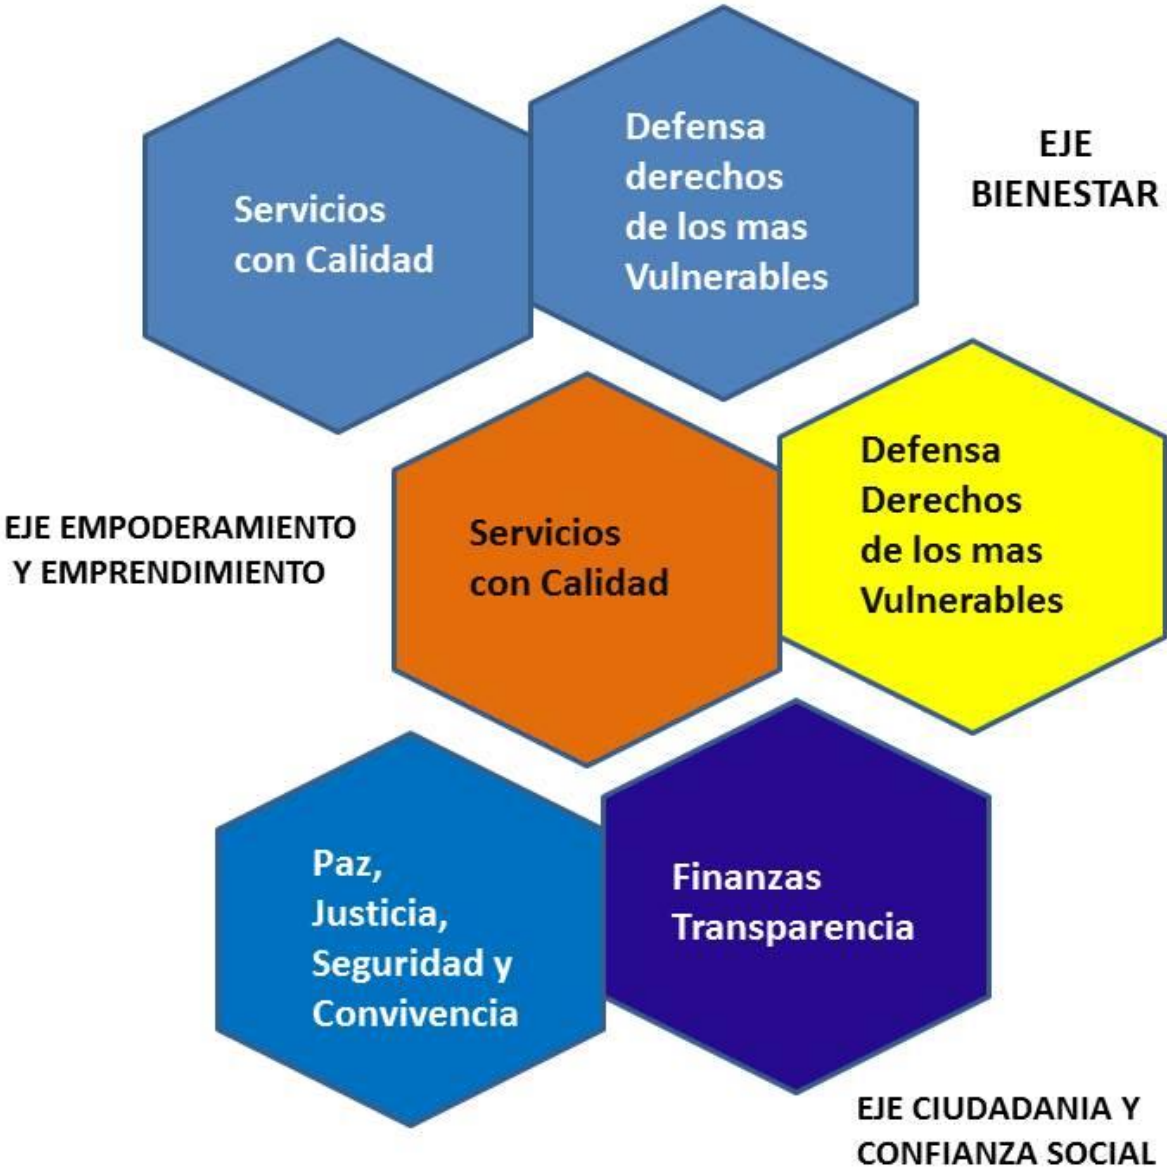 Servicios
con Calidad
Defensa
derechos
de los mas
Vulnerables
EJE
BIENESTAR
EJE EMPODERAMIENTO
Y EMPRENDIMIENTO
Servicios
con Calidad
Defensa
Derechos
de los mas
Vulnerables
Paz,
Justicia,
Seguridad y
Convivencia
Finanzas
Transparencia
EJE CIUDADANIA Y
CONFIANZA SOCIAL